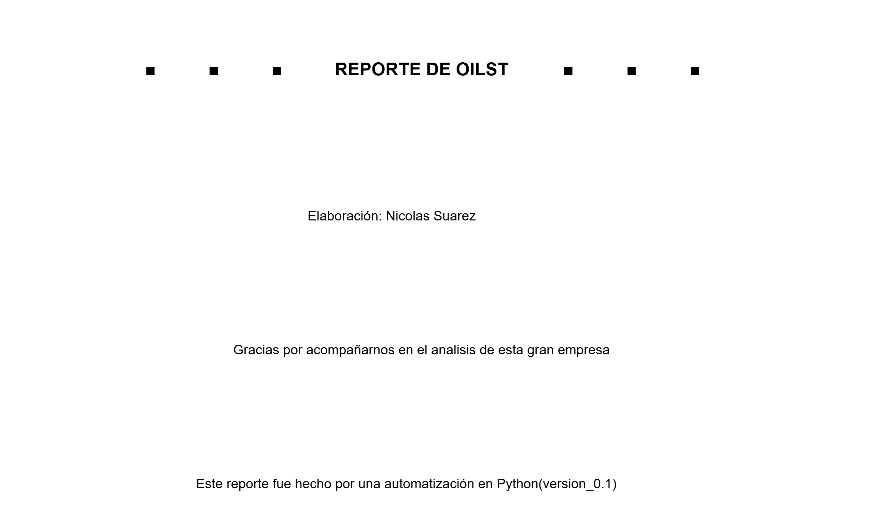 ■ ■ ■ REPORTE DE OILST ■ ■ ■
Elaboración: Nicolas Suarez
Gracias por acompañarnos en el analisis de esta gran empresa
Este reporte fue hecho por una automatización en Python(version_0.1)